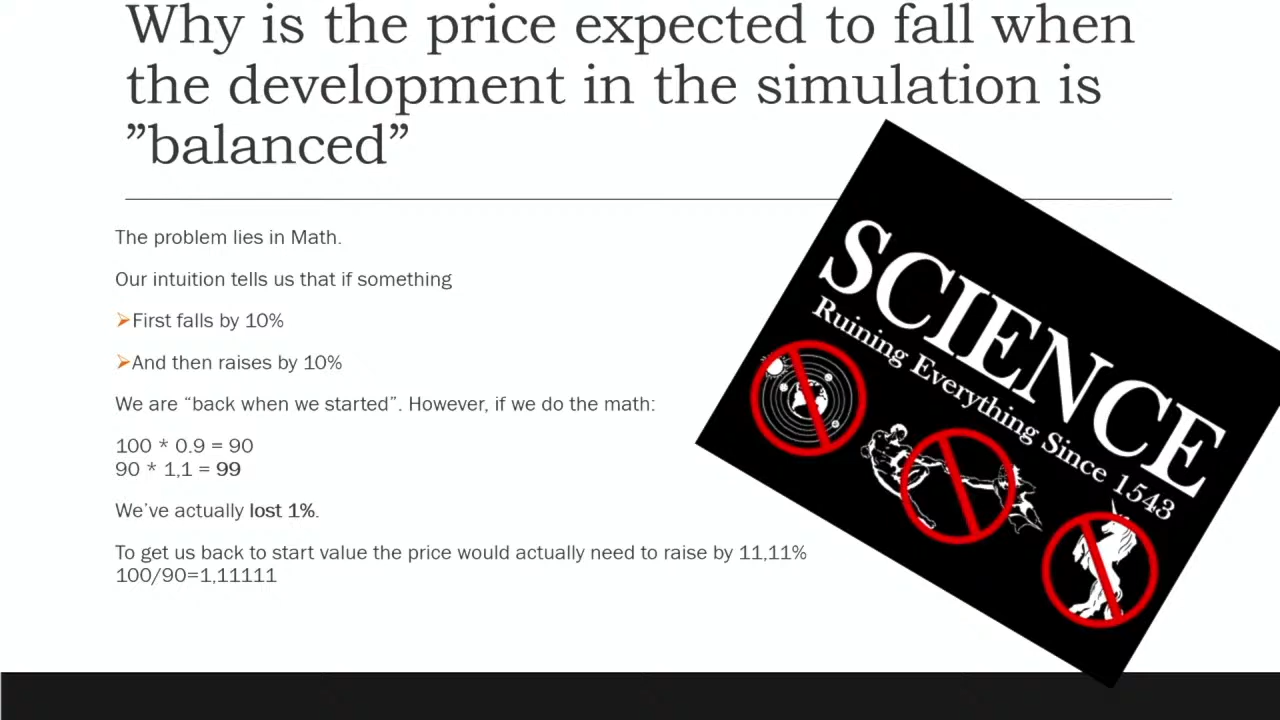 Why is the price expected to fall when
the development in the simulation is
”balanced”
The problem lies in Math.
Our intuition tells us that if something
➢First falls by 10%
➢And then raises by 10%
We are “back when we started”. However, if we do the math:
100 * 0.9 = 90
90 * 1,1 = 99
We’ve actually lost 1%.
To get us back to start value the price would actually need to raise by 11,11%
100/90=1,11111
SCIENCE
Ruining Everything Since 1543